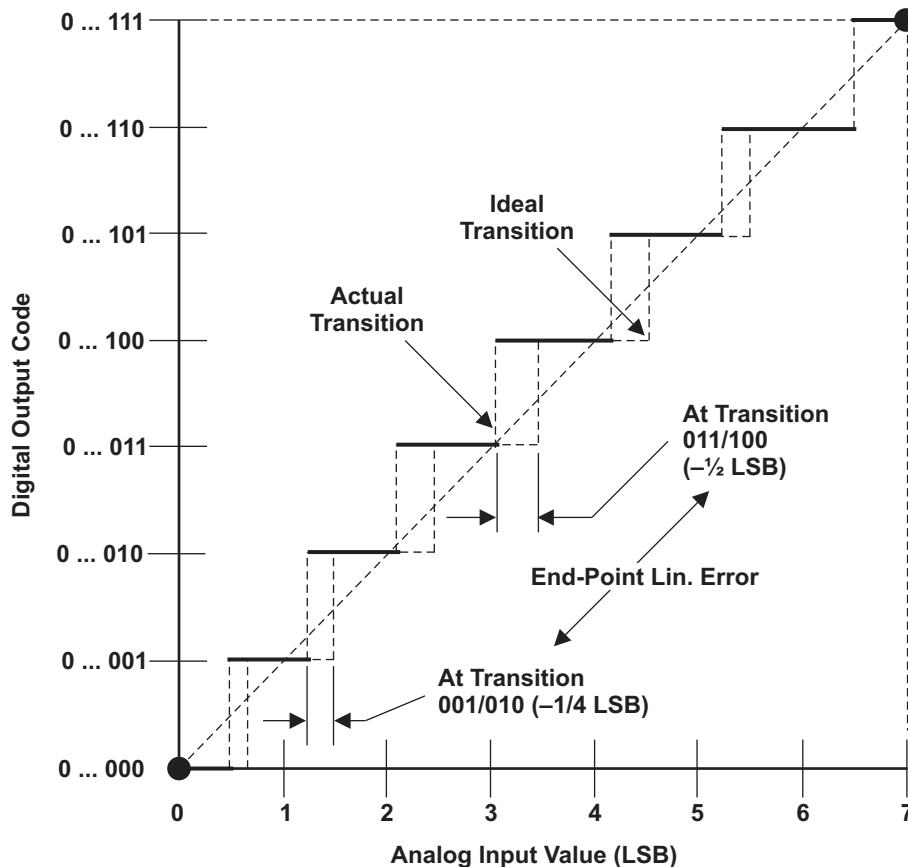 0 ... 111
0 ... 110
Ideal
Transition
0 ... 101
Actual
Transition
0 ... 100
At Transition
011/100
(–½ LSB)
0 ... 011
0 ... 010
End-Point Lin. Error
0 ... 001
At Transition
001/010 (–1/4 LSB)
0 ... 000
Digital Output Code
0 1 2 3 4 5 6 7
Analog Input Value (LSB)